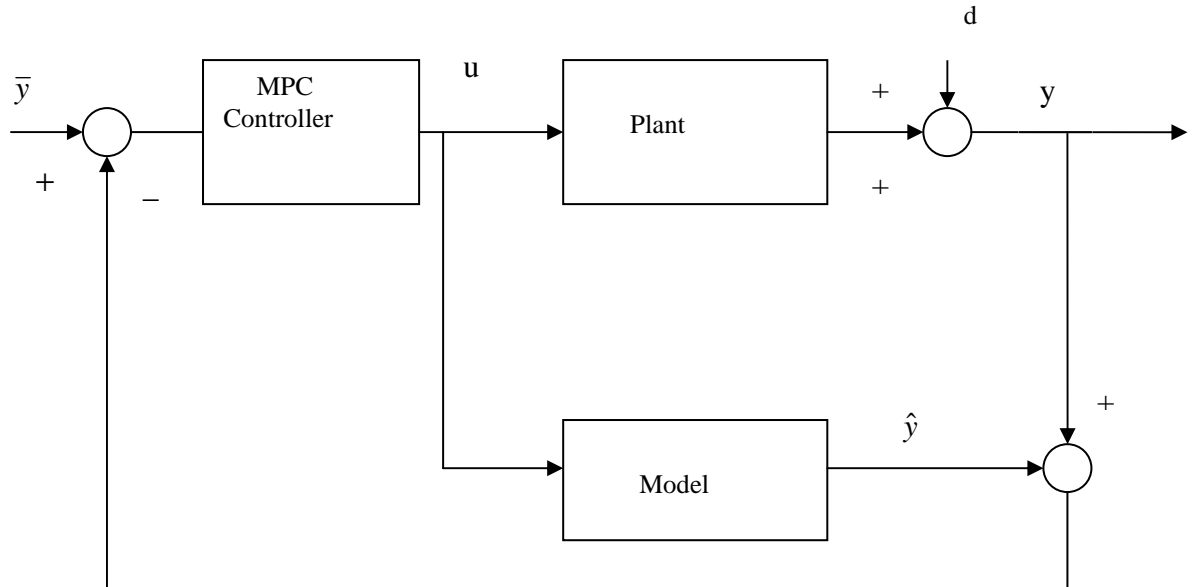 d
ȳ
MPC
Controller
u
Plant
+
y
+
−
+
+
ŷ
Model